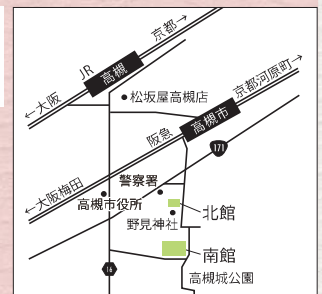 京都→
JR
高槻
←大阪
松坂屋高槻店
京都河原町→
高槻市
阪急
171
←大阪梅田
警察署
高槻市役所
北館
野見神社
南館
16
高槻城公園